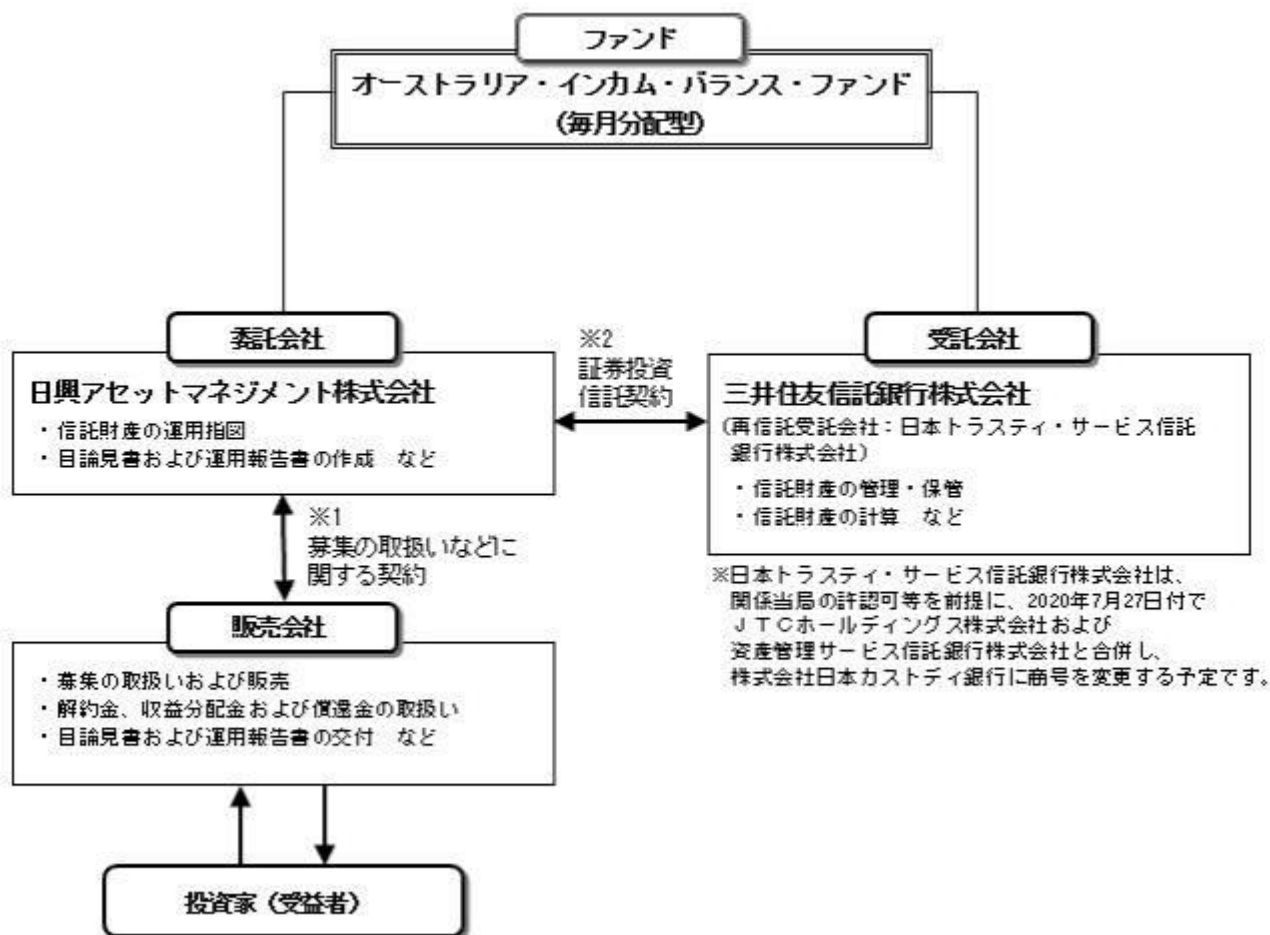 ファンド
オーストラリア・インカム・バランス・ファンド
(毎月分配型)
委託会社
日興アセットマネジメント株式会社
・信託財産の運用指図
・目論見書および運用報告書の作成 など
※2
証券投資
信託契約
受託会社
三井住友信託銀行株式会社
(再信託受託会社：日本トラスティ・サービス信託
銀行株式会社)
・信託財産の管理・保管
・信託財産の計算 など
※1
募集の取扱いなどに
関する契約
※日本トラスティ・サービス信託銀行株式会社は、
関係当局の許認可等を前提に、2020年7月27日付で
ＪＴＣホールディングス株式会社および
資産管理サービス信託銀行株式会社と合併し、
株式会社日本カストディ銀行に商号を変更する予定です。
販売会社
・募集の取扱いおよび販売
・解約金、収益分配金および償還金の取扱い
・目論見書および運用報告書の交付 など
投資家（受益者）